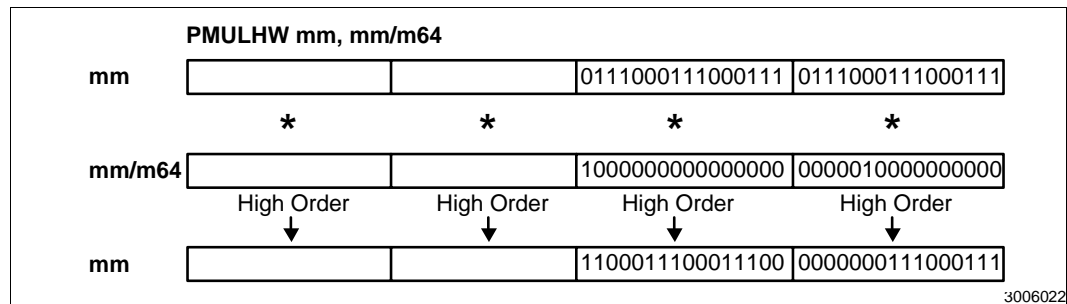 PMULHW mm, mm/m64
mm 0111000111000111 0111000111000111
* * * *
mm/m64 1000000000000000 0000010000000000
High Order High Order High Order High Order
mm 1100011100011100 0000000111000111
3006022